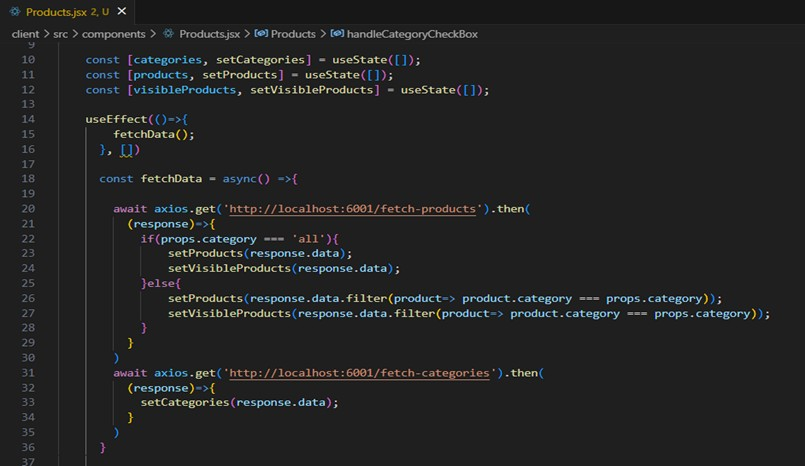 Products.jsx 2, U ×
client > src > components > Products.jsx > Products > handleCategoryCheckBox
9
10 const [categories, setCategories] = useState([]);
11 const [products, setProducts] = useState([]);
12 const [visibleProducts, setVisibleProducts] = useState([]);
13
14 useEffect(()=>{
15 fetchData();
16 }, [])
17
18 const fetchData = async() =>{
19
20 await axios.get('http://localhost:6001/fetch-products').then(
21 (response)=>{
22 if(props.category === 'all'){
23 setProducts(response.data);
24 setVisibleProducts(response.data);
25 }else{
26 setProducts(response.data.filter(product=> product.category === props.category));
27 setVisibleProducts(response.data.filter(product=> product.category === props.category));
28 }
29 }
30 )
31 await axios.get('http://localhost:6001/fetch-categories').then(
32 (response)=>{
33 setCategories(response.data);
34 }
35 )
36 }
37